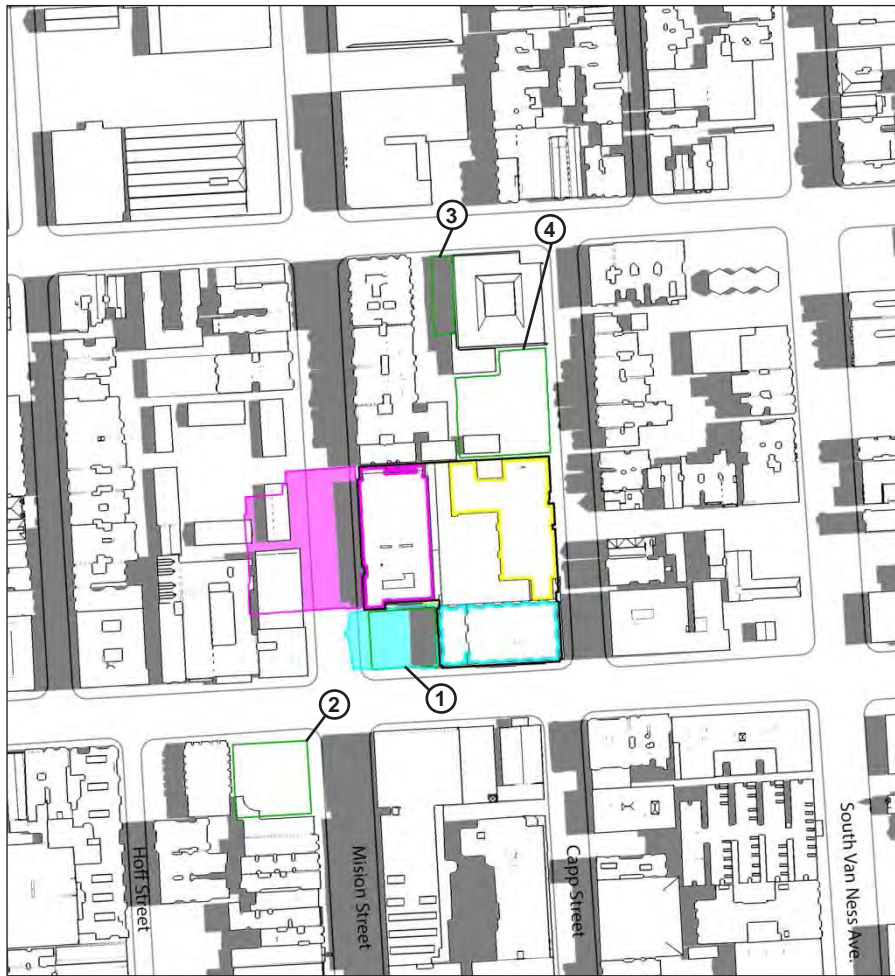 3
4
1
2
Hoff Street
Mision Street
Capp Street
South Van Ness Ave.